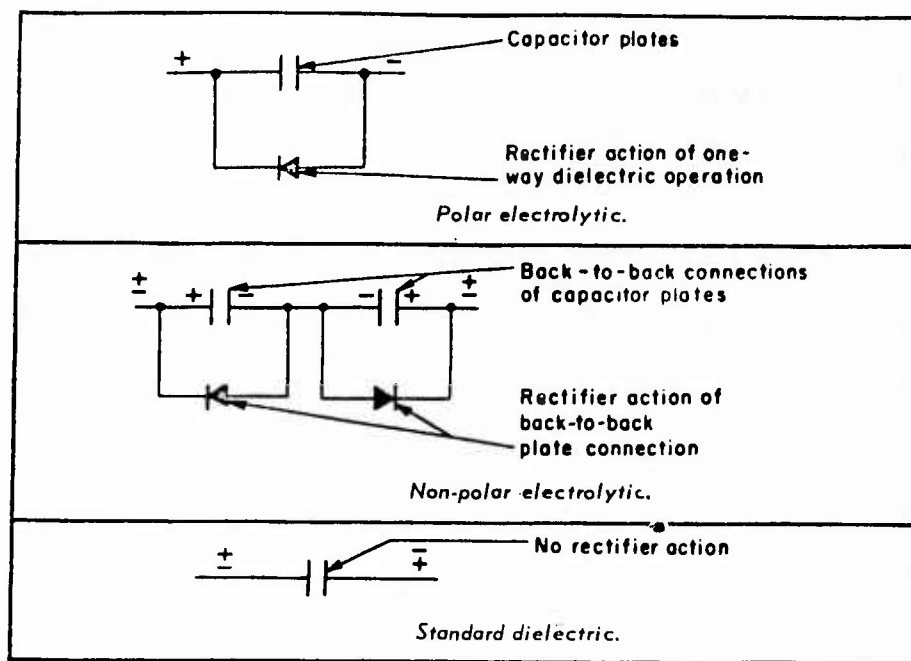 Capacitor plates
+ -
Rectifier action of one-
way dielectric operation
Polar electrolytic.
Back-to-back connections
of capacitor plates
± + - - + ±
Rectifier action of
back-to-back
plate connection
Non-polar electrolytic.
No rectifier action
± ∓
Standard dielectric.